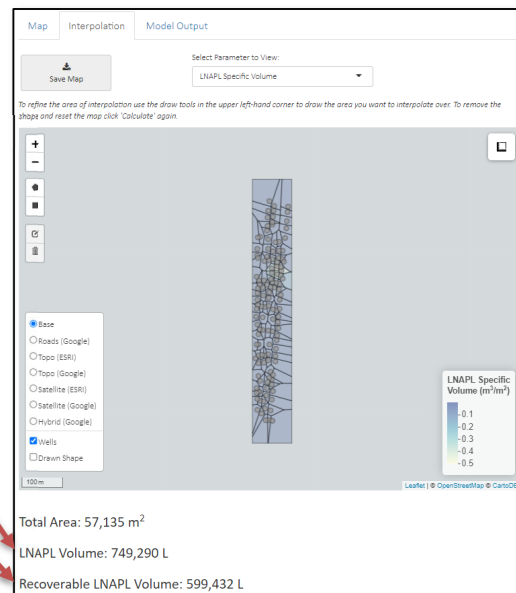 Map Interpolation Model Output
Select Parameter to View:
Save Map
LNAPL Specific Volume
To refine the area of interpolation use the draw tools in the upper left-hand corner to draw the area you want to interpolate over. To remove the
shape and reset the map click 'Calculate' again.
+
−
Base
Roads (Google)
Topo (ESRI)
Topo (Google)
Satellite (ESRI)
Satellite (Google)
Hybrid (Google)
Wells
Drawn Shape
LNAPL Specific
Volume (m³/m²)
0.1
0.2
0.3
0.4
0.5
100 m
Leaflet | © OpenStreetMap © CartoDB
Total Area: 57,135 m²
LNAPL Volume: 749,290 L
Recoverable LNAPL Volume: 599,432 L